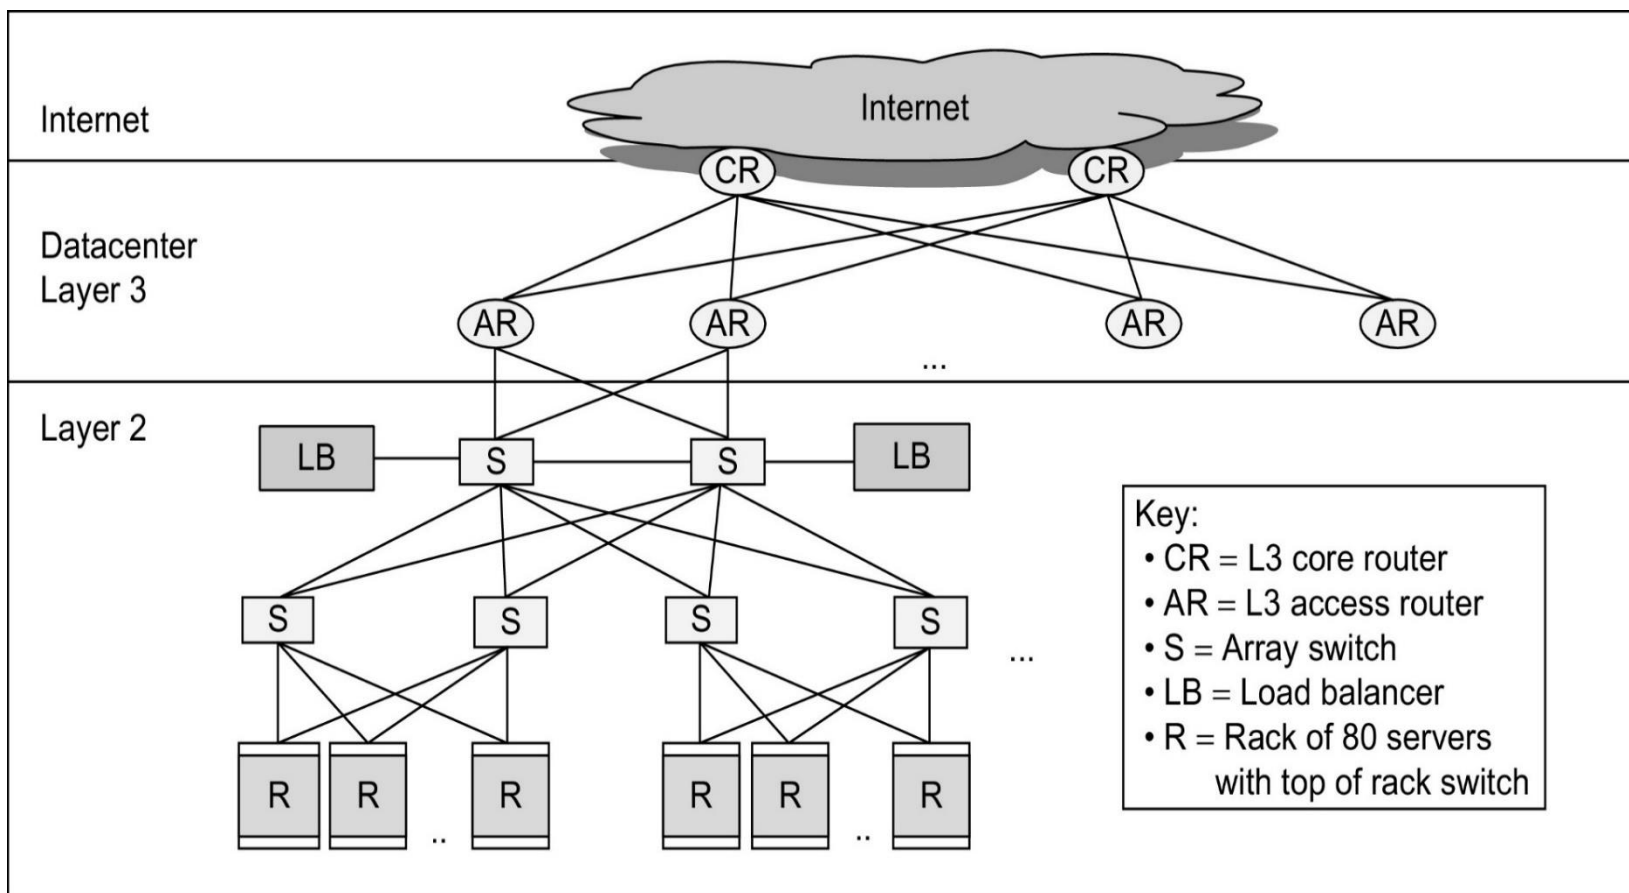 Internet
Internet
CR CR
Datacenter
Layer 3
AR AR AR AR
...
Layer 2
LB S S LB
S S S S
...
R R R R R R
.. ..
Key:
• CR = L3 core router
• AR = L3 access router
• S = Array switch
• LB = Load balancer
• R = Rack of 80 servers
with top of rack switch